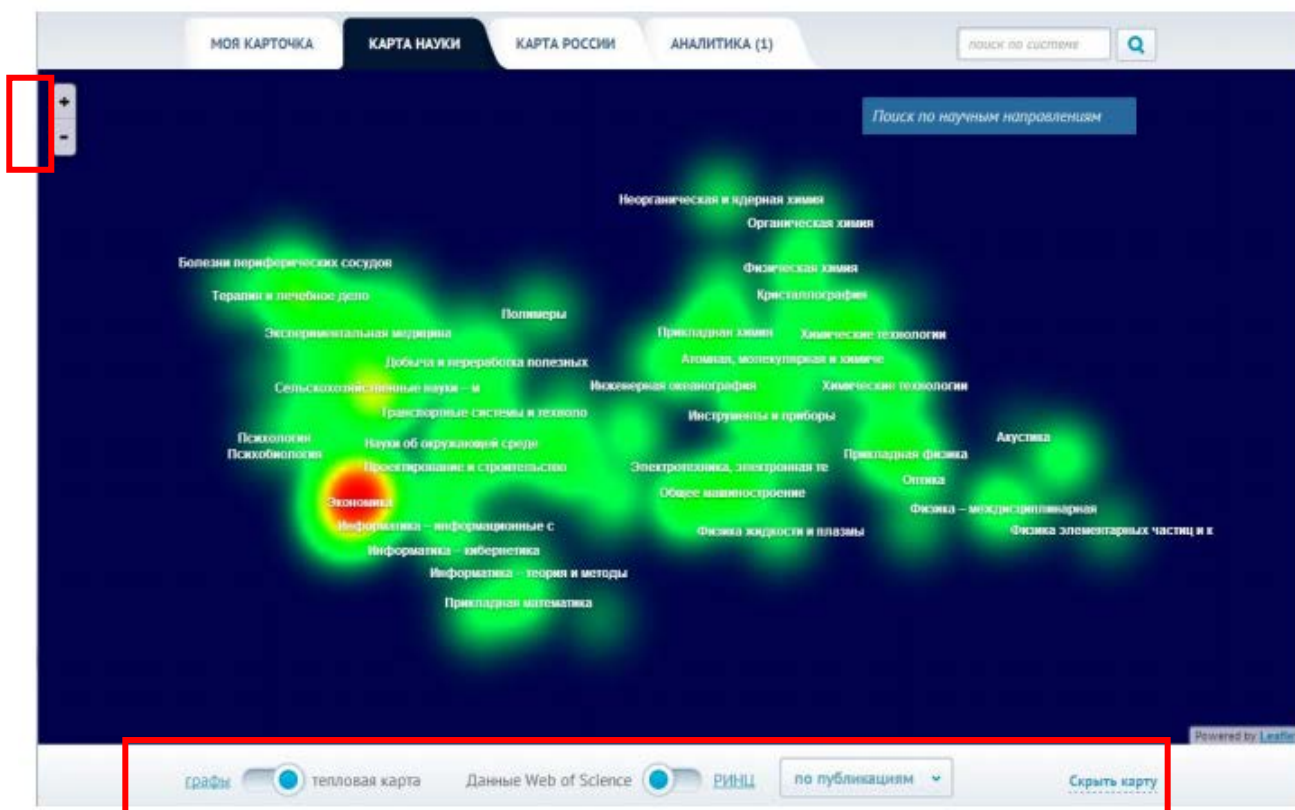 МОЯ КАРТОЧКА
КАРТА НАУКИ
КАРТА РОССИИ
АНАЛИТИКА (1)
поиск по системе
+
-
Поиск по научным направлениям
Неорганическая и ядерная химия
Органическая химия
Болезни периферических сосудов
Физическая химия
Терапия и лечебное дело
Кристаллография
Полимеры
Экспериментальная медицина
Прикладная химия
Химические технологии
Добыча и переработка полезных
Атомная, молекулярная и химиче
Сельскохозяйственные науки – м
Инженерная океанография
Химические технологии
Транспортные системы и техноло
Инструменты и приборы
Психология
Науки об окружающей среде
Акустика
Психобиология
Прикладная физика
Проектирование и строительство
Электротехника, электронная те
Оптика
Экономика
Общее машиностроение
Физика – междисциплинарная
Информатика – информационные с
Физика жидкости и плазмы
Физика элементарных частиц и к
Информатика – кибернетика
Информатика – теория и методы
Прикладная математика
Powered by Leafle
графы
тепловая карта
Данные Web of Science
РИНЦ
по публикациям
Скрыть карту